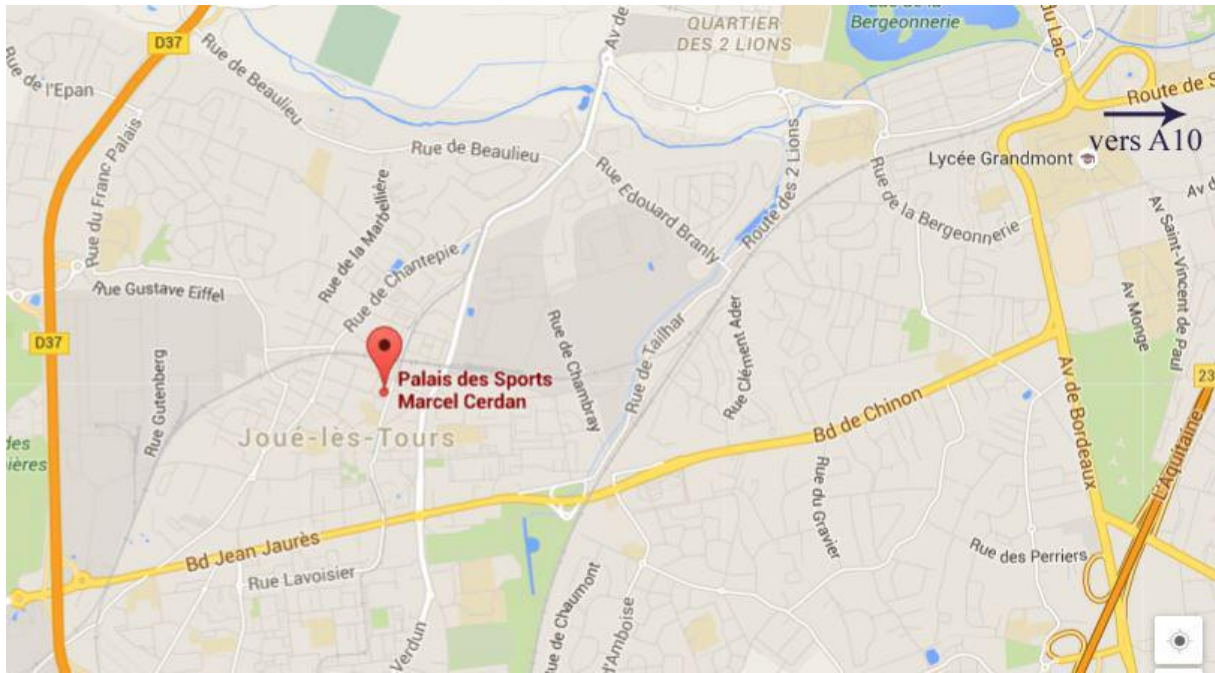 D37
QUARTIER
DES 2 LIONS
Lac de la
Bergeonnerie
Av de
du Lac
Rue de l'Epan
Rue de Beaulieu
Route de S
vers A10
Rue du Franc Palais
Rue de Beaulieu
Lycée Grandmont
Av d
Rue Edouard Branly
Route des 2 Lions
Rue de la Bergeonnerie
Rue de la Marbellière
Rue de Chantepie
Av Saint-Vincent de Paul
Rue Gustave Eiffel
Av Monge
D37
Rue de Chambray
Rue de Tailhar
Rue Clément Ader
Palais des Sports
Marcel Cerdan
23
Rue Gutenberg
Av de Bordeaux
L'Aquitaine
Joué-lès-Tours
Bd de Chinon
des
ières
Rue du Gravier
Bd Jean Jaurès
Rue des Perriers
Rue Lavoisier
Verdun
Rue de Chaumont
d'Amboise